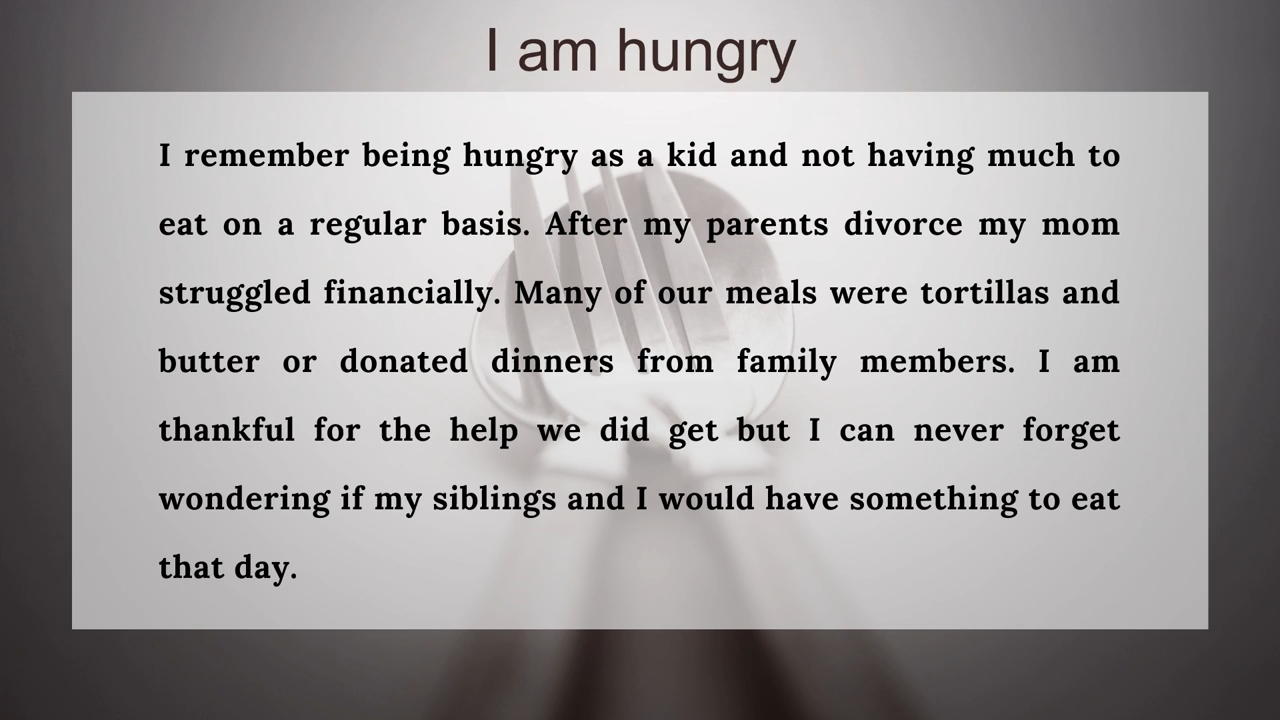 I am hungry
I remember being hungry as a kid and not having much to
eat on a regular basis. After my parents divorce my mom
struggled financially. Many of our meals were tortillas and
butter or donated dinners from family members. I am
thankful for the help we did get but I can never forget
wondering if my siblings and I would have something to eat
that day.